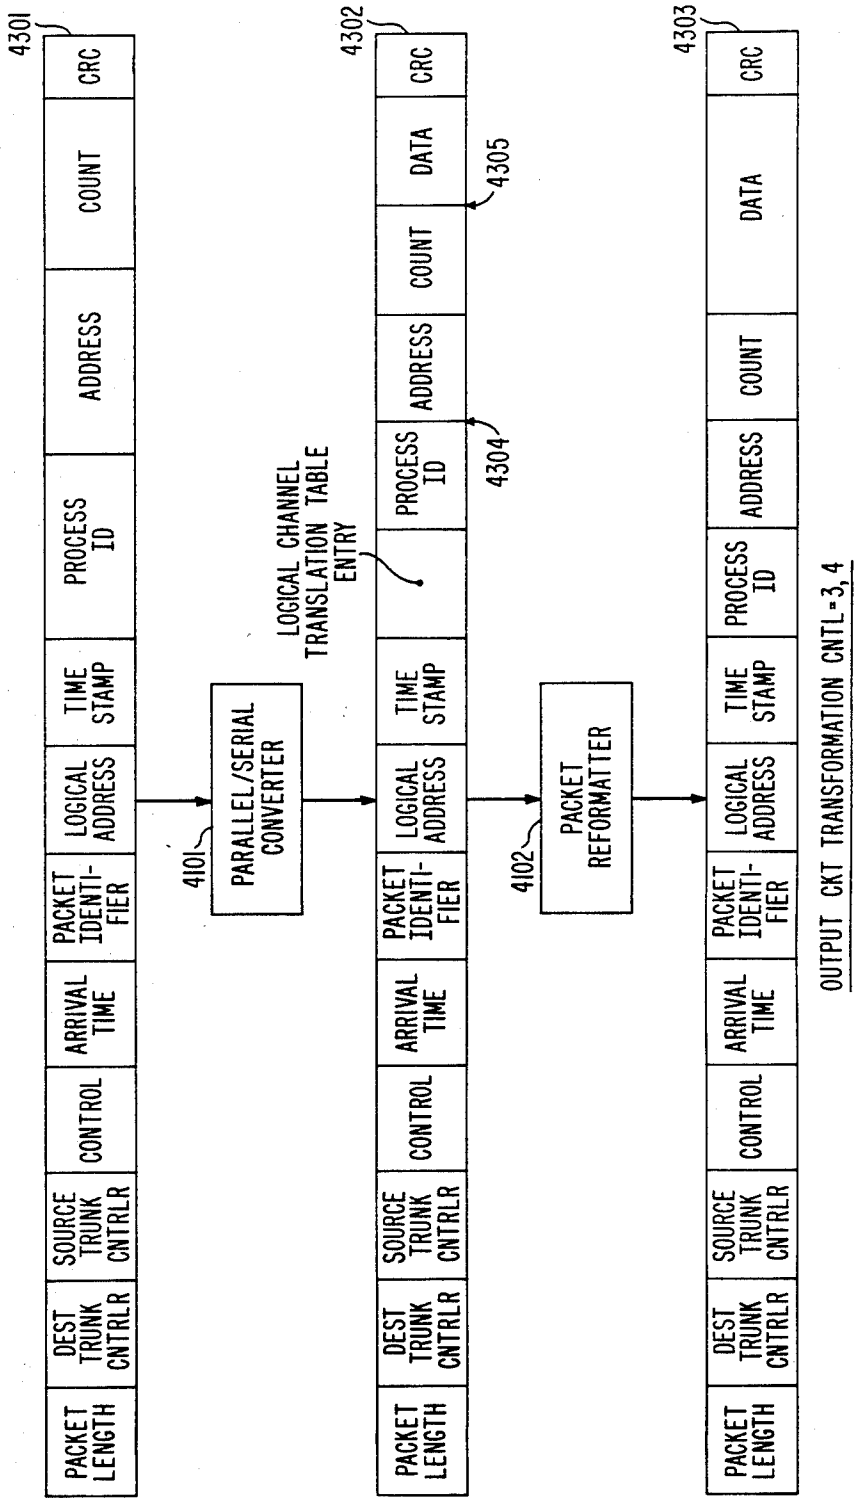 4301
PACKET
LENGTH
DEST
TRUNK
CNTRLR
SOURCE
TRUNK
CNTRLR
CONTROL
ARRIVAL
TIME
PACKET
IDENTI-
FIER
LOGICAL
ADDRESS
TIME
STAMP
PROCESS
ID
ADDRESS
COUNT
CRC
4101
PARALLEL/SERIAL
CONVERTER
LOGICAL CHANNEL
TRANSLATION TABLE
ENTRY
4302
PACKET
LENGTH
DEST
TRUNK
CNTRLR
SOURCE
TRUNK
CNTRLR
CONTROL
ARRIVAL
TIME
PACKET
IDENTI-
FIER
LOGICAL
ADDRESS
TIME
STAMP
PROCESS
ID
ADDRESS
COUNT
DATA
CRC
4304
4305
4102
PACKET
REFORMATTER
4303
PACKET
LENGTH
DEST
TRUNK
CNTRLR
SOURCE
TRUNK
CNTRLR
CONTROL
ARRIVAL
TIME
PACKET
IDENTI-
FIER
LOGICAL
ADDRESS
TIME
STAMP
PROCESS
ID
ADDRESS
COUNT
DATA
CRC
OUTPUT CKT TRANSFORMATION CNTL=3,4